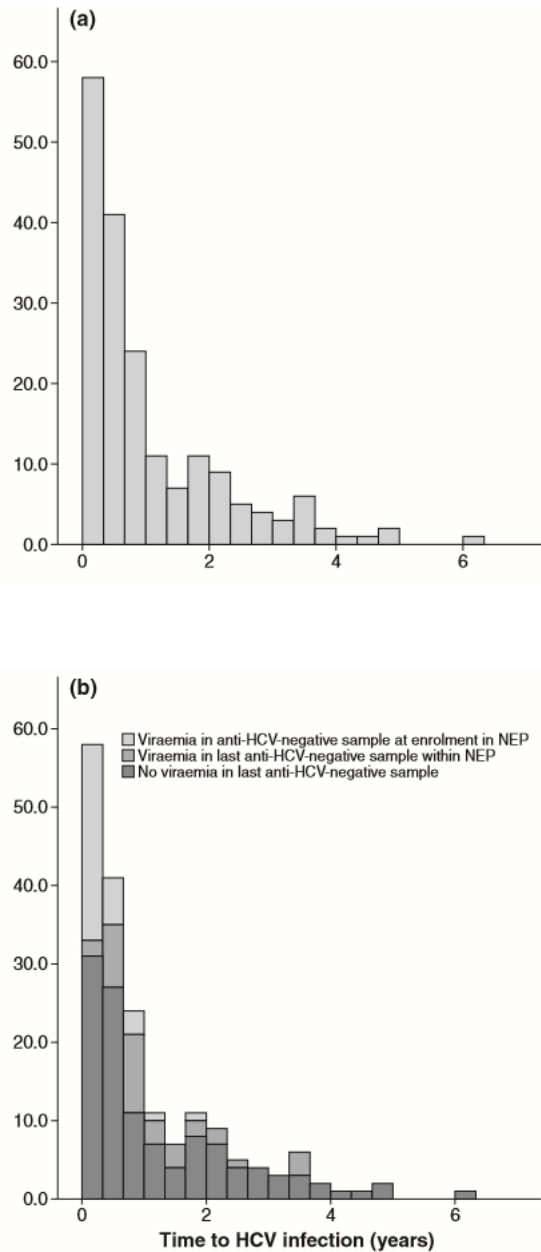 (a)
60.0
50.0
40.0
30.0
20.0
10.0
0.0
0 2 4 6
(b)
60.0
Viraemia in anti-HCV-negative sample at enrolment in NEP
Viraemia in last anti-HCV-negative sample within NEP
No viraemia in last anti-HCV-negative sample
50.0
40.0
30.0
20.0
10.0
0.0
0 2 4 6
Time to HCV infection (years)